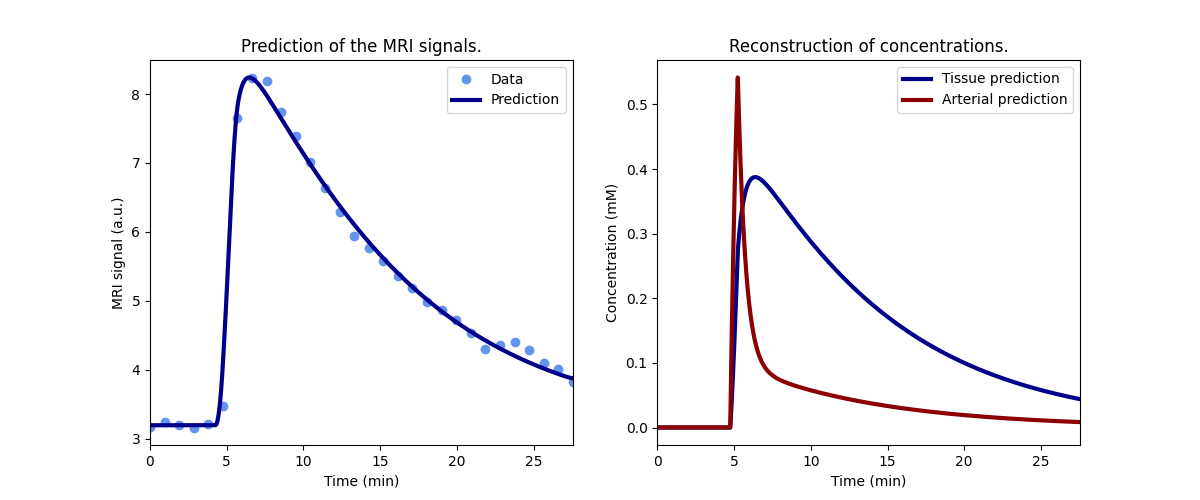 Prediction of the MRI signals.
MRI signal (a.u.)
8
7
6
5
4
3
0
5
10
15
20
25
Time (min)
Data
Prediction
Reconstruction of concentrations.
Concentration (mM)
0.5
0.4
0.3
0.2
0.1
0.0
0
5
10
15
20
25
Time (min)
Tissue prediction
Arterial prediction